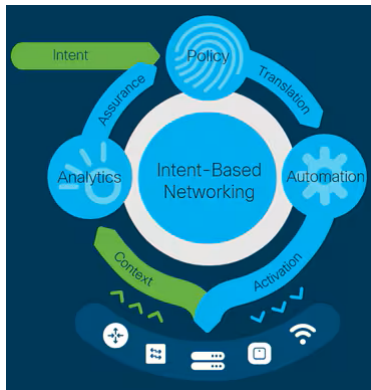 Intent
Policy
Translation
Assurance
Analytics
Intent-Based
Networking
Automation
Context
Activation